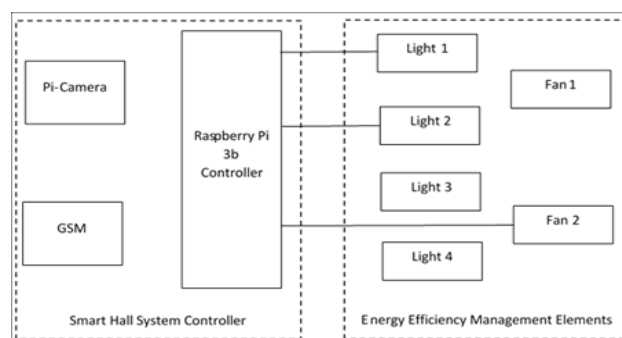 Pi-Camera
GSM
Raspberry Pi
3b
Controller
Smart Hall System Controller
Light 1
Light 2
Light 3
Light 4
Fan 1
Fan 2
Energy Efficiency Management Elements